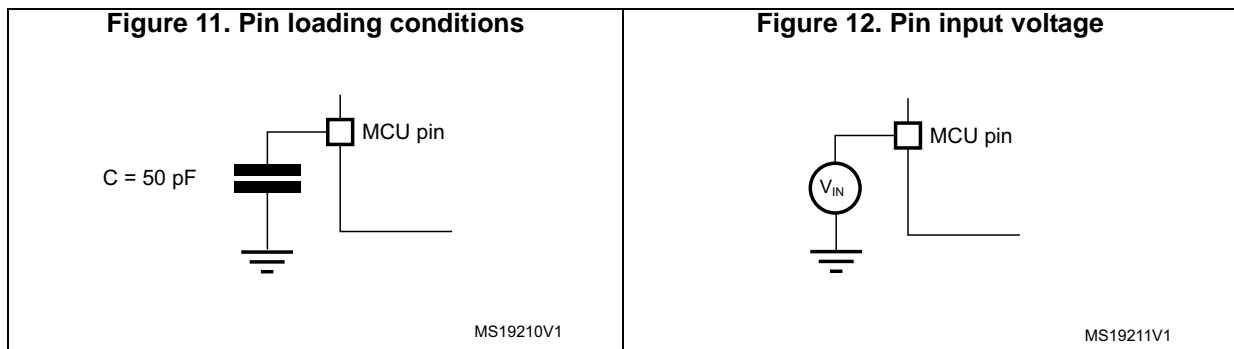 Figure 11. Pin loading conditions
MCU pin
C = 50 pF
MS19210V1
Figure 12. Pin input voltage
MCU pin
VIN
MS19211V1